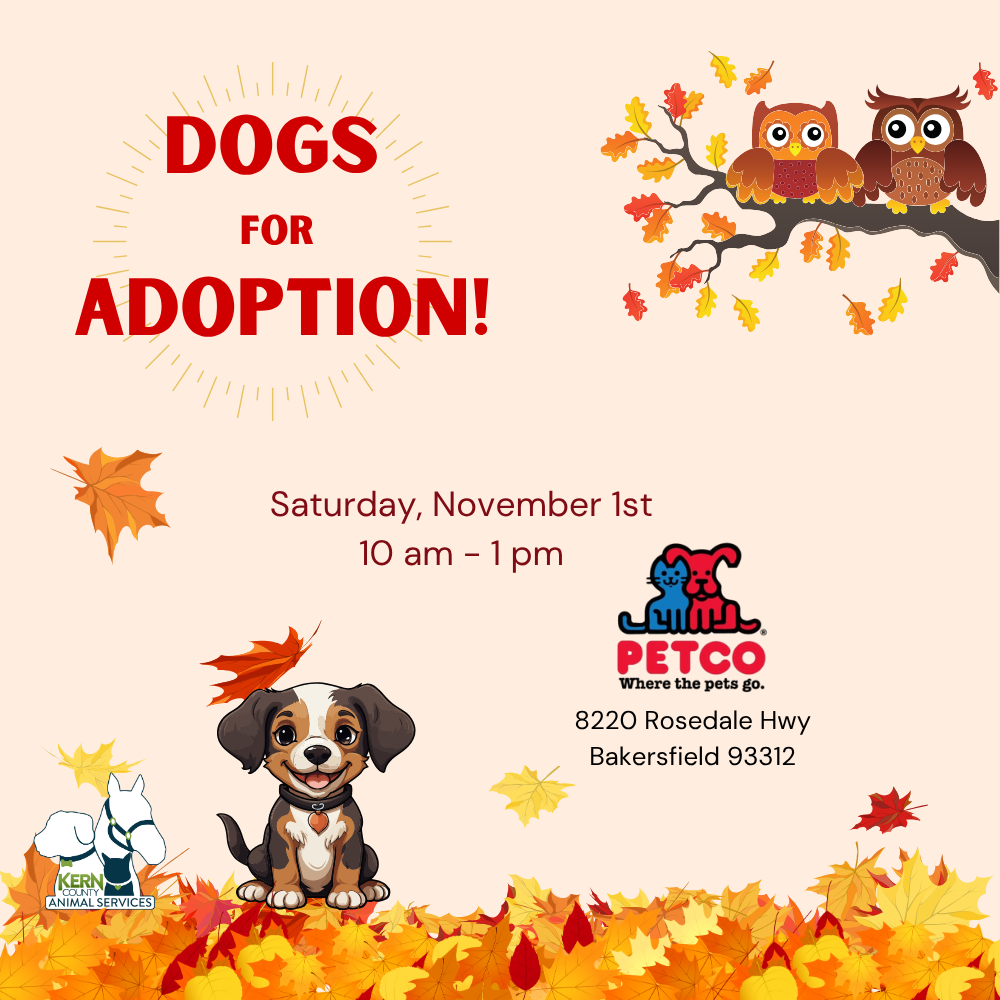 DOGS
FOR
ADOPTION!
Saturday, November 1st
10 am - 1 pm
PETCO
Where the pets go.
8220 Rosedale Hwy
Bakersfield 93312
KERN
COUNTY
ANIMAL SERVICES